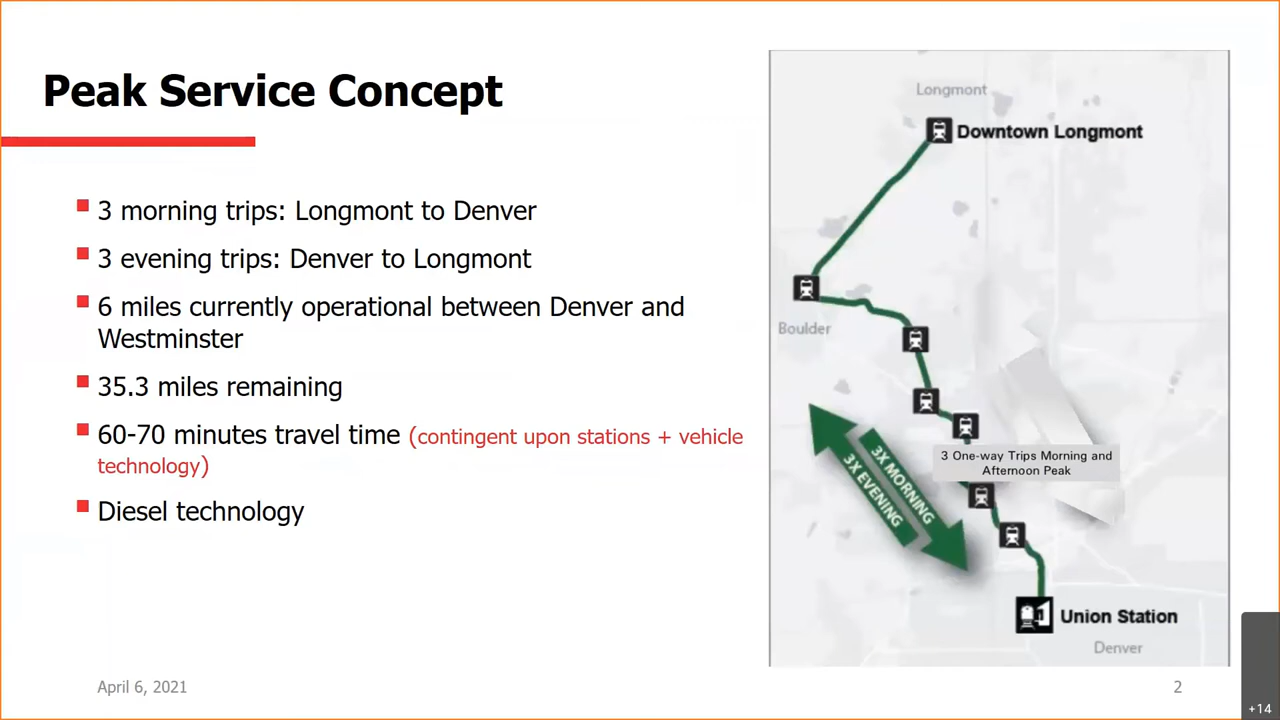 Peak Service Concept
3 morning trips: Longmont to Denver
3 evening trips: Denver to Longmont
6 miles currently operational between Denver and
Westminster
35.3 miles remaining
60-70 minutes travel time (contingent upon stations + vehicle
technology)
Diesel technology
Longmont
Downtown Longmont
Boulder
3X MORNING
3X EVENING
3 One-way Trips Morning and
Afternoon Peak
Union Station
Denver
April 6, 2021
2
+14